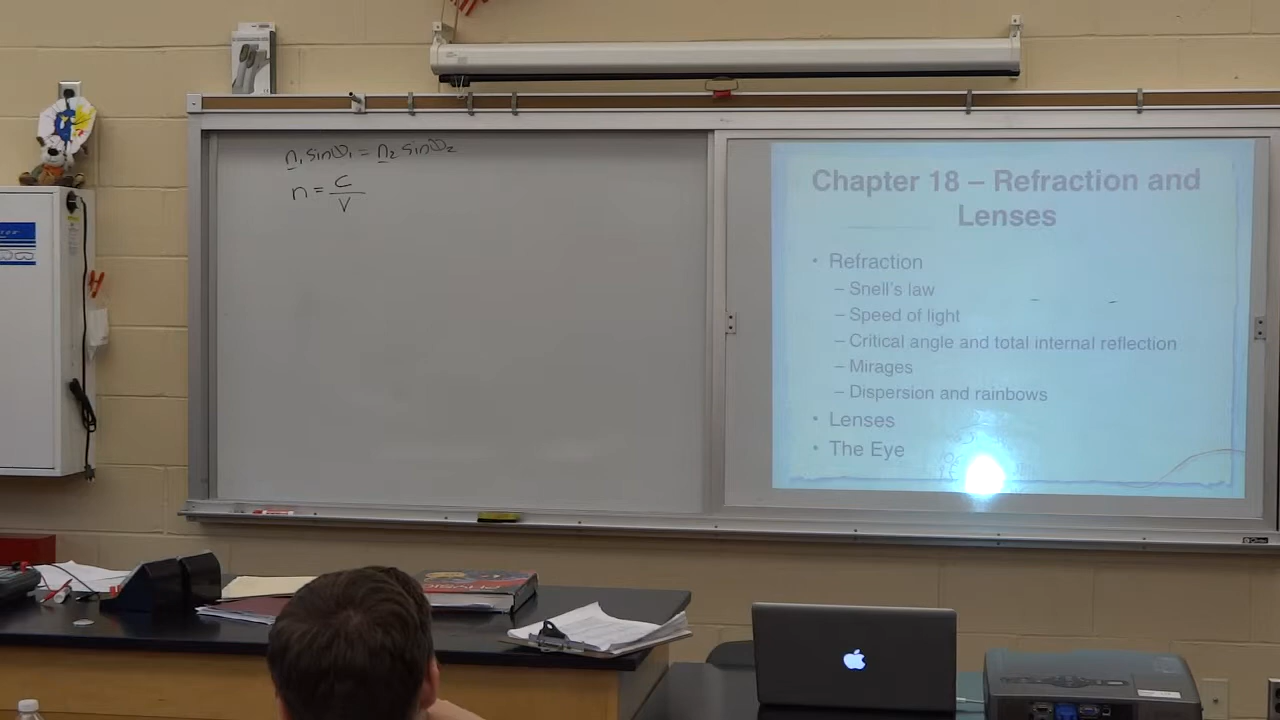 n₁ sinθ₁ = n₂ sinθ₂
n = c/v
Chapter 18 – Refraction and
Lenses
• Refraction
– Snell's law
– Speed of light
– Critical angle and total internal reflection
– Mirages
– Dispersion and rainbows
• Lenses
• The Eye
PHYSICS